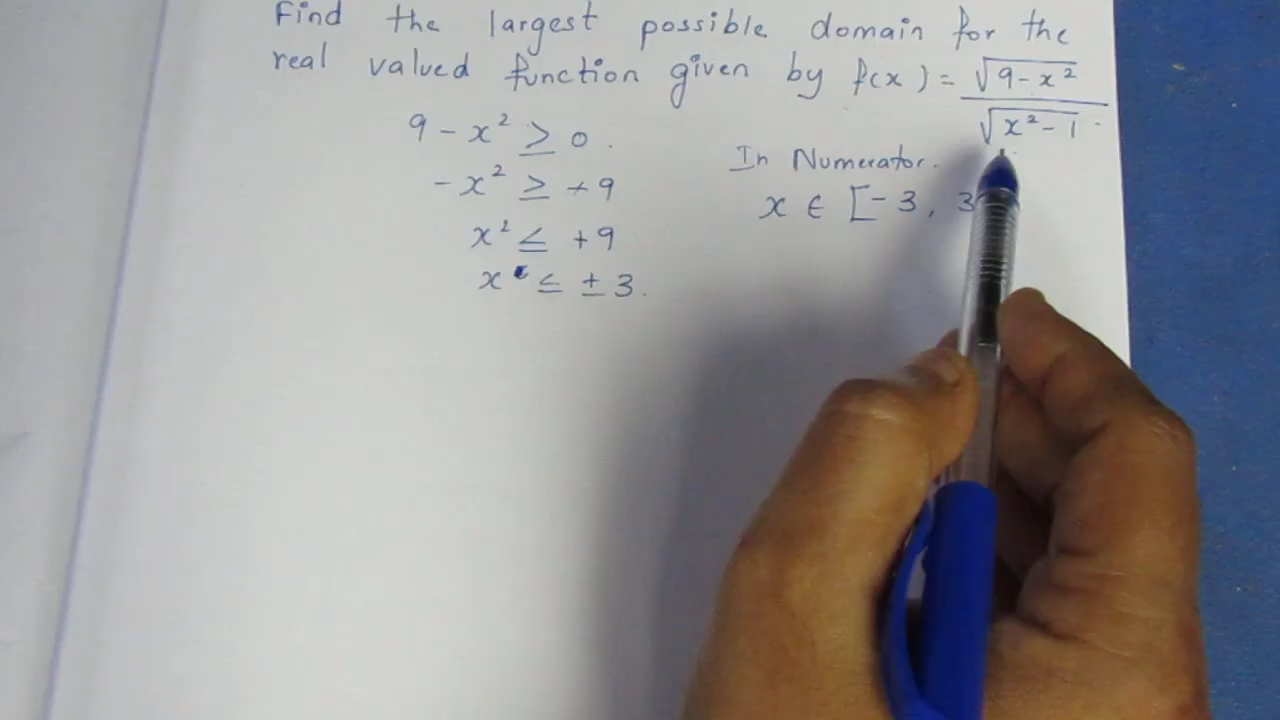 Find the largest possible domain for the
real valued function given by f(x) = √(9-x²)/√(x²-1)
9 - x² ≥ 0.
In Numerator.
-x² ≥ -9
x ∈ [-3, 3
x² ≤ +9
x ≤ ±3.